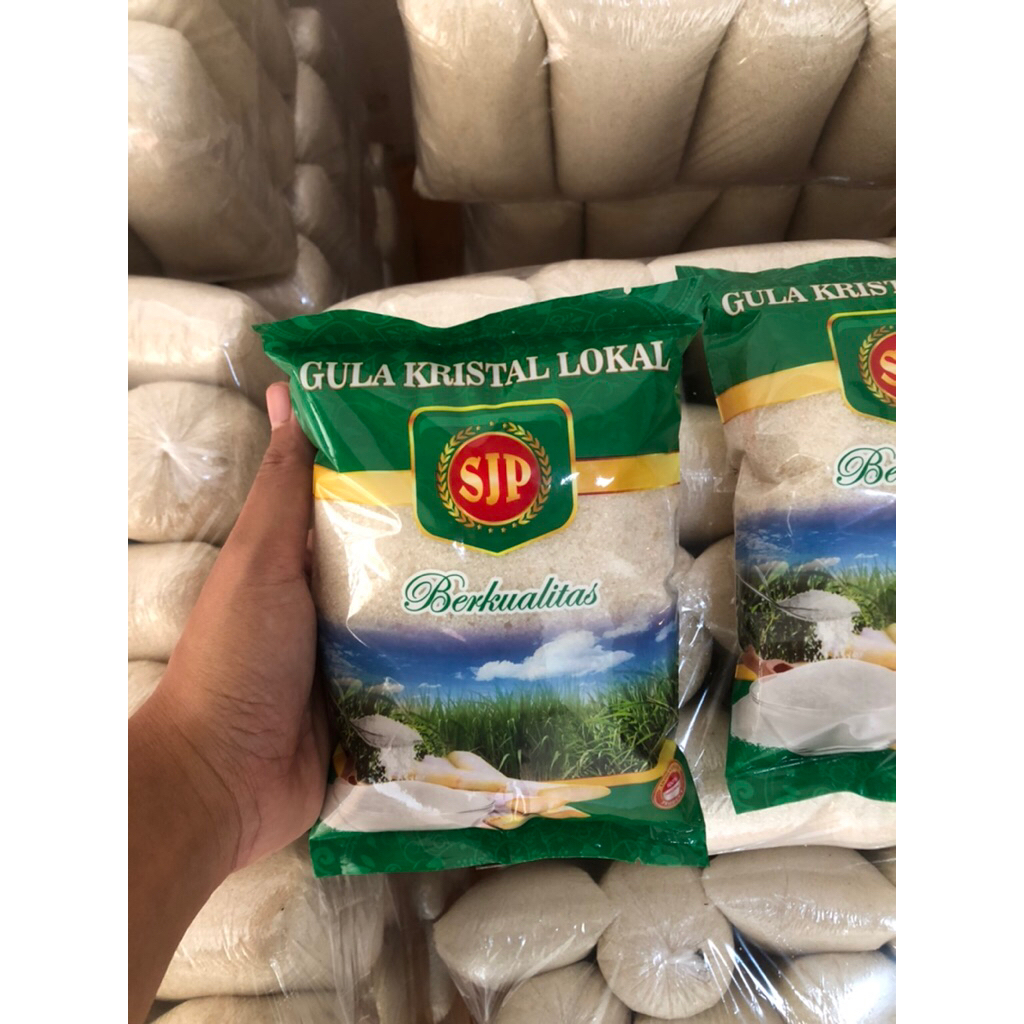 GULA KRISTAL LOKAL
SJP
Berkualitas
GULA KRIST
S
Be